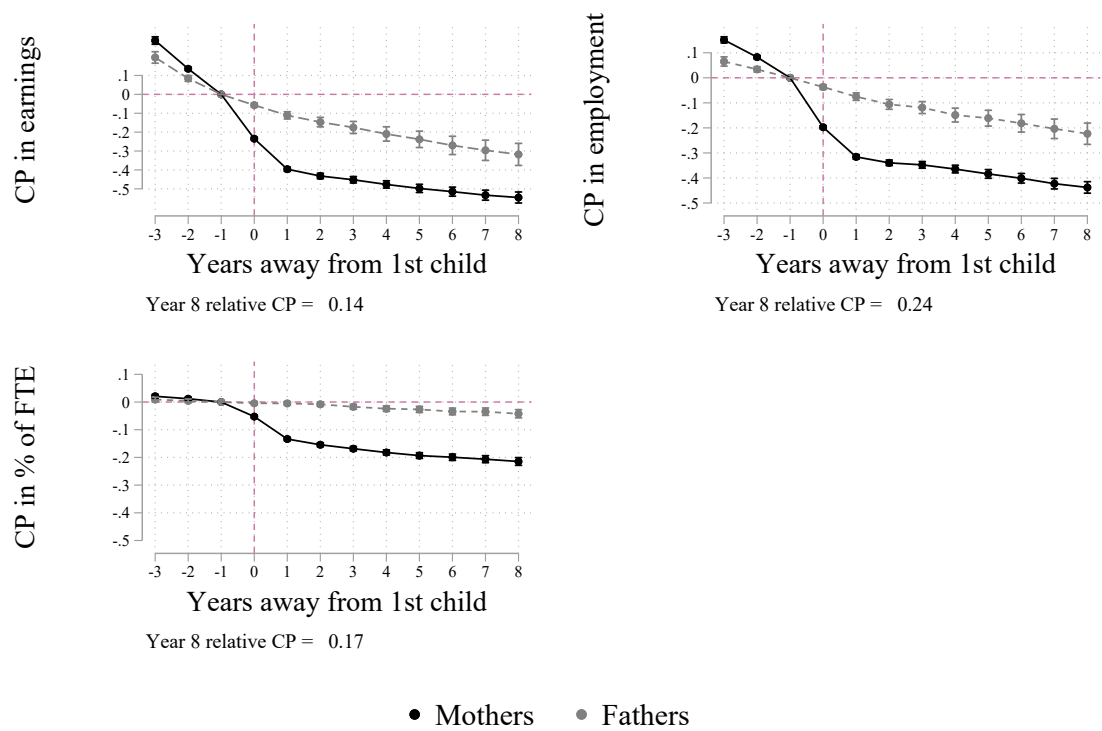 CP in earnings
.1
0
-.1
-.2
-.3
-.4
-.5
-3 -2 -1 0 1 2 3 4 5 6 7 8
Years away from 1st child
Year 8 relative CP = 0.14
CP in employment
.1
0
-.1
-.2
-.3
-.4
-.5
-3 -2 -1 0 1 2 3 4 5 6 7 8
Years away from 1st child
Year 8 relative CP = 0.24
CP in % of FTE
.1
0
-.1
-.2
-.3
-.4
-.5
-3 -2 -1 0 1 2 3 4 5 6 7 8
Years away from 1st child
Year 8 relative CP = 0.17
Mothers Fathers